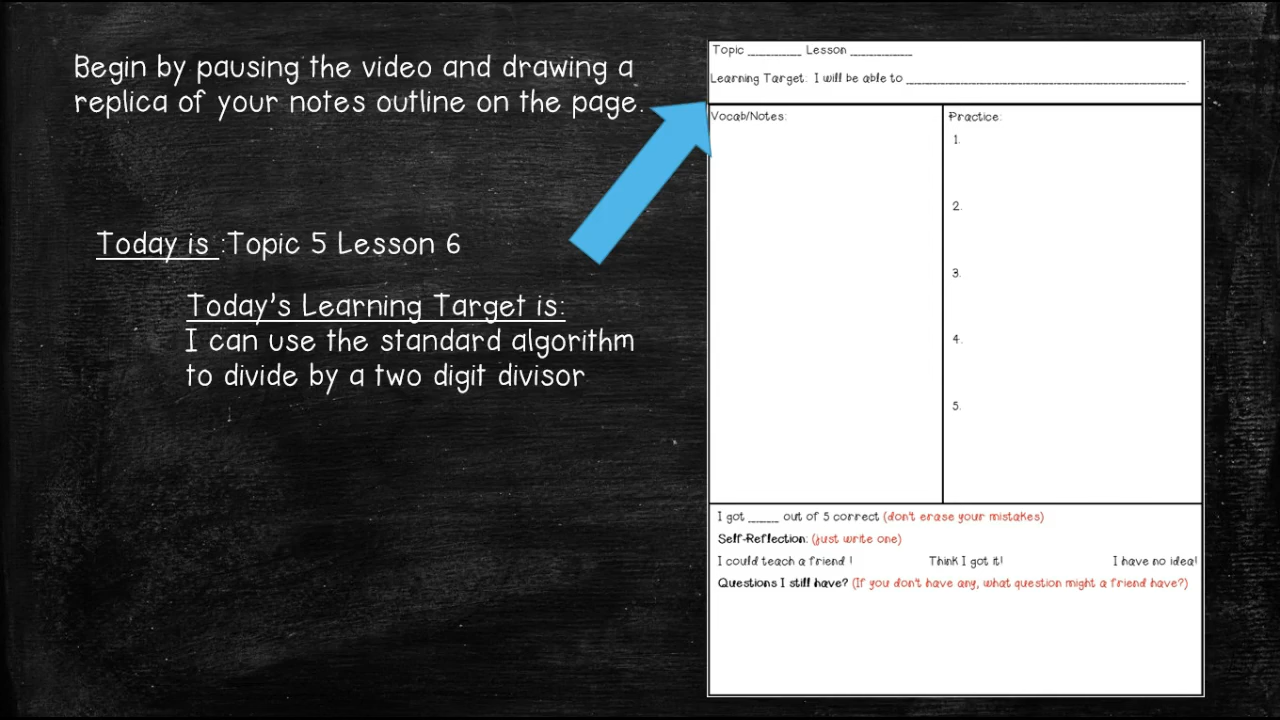 Begin by pausing the video and drawing a
replica of your notes outline on the page.
Today is :Topic 5 Lesson 6
Today's Learning Target is:
I can use the standard algorithm
to divide by a two digit divisor
Topic __________ Lesson ___________
Learning Target: I will be able to __________________________________________________.
Vocab/Notes:
Practice:
1.
2.
3.
4.
5.
I got _____ out of 5 correct (don't erase your mistakes)
Self-Reflection: (just write one)
I could teach a friend ! Think I got it! I have no idea!
Questions I still have? (If you don't have any, what question might a friend have?)